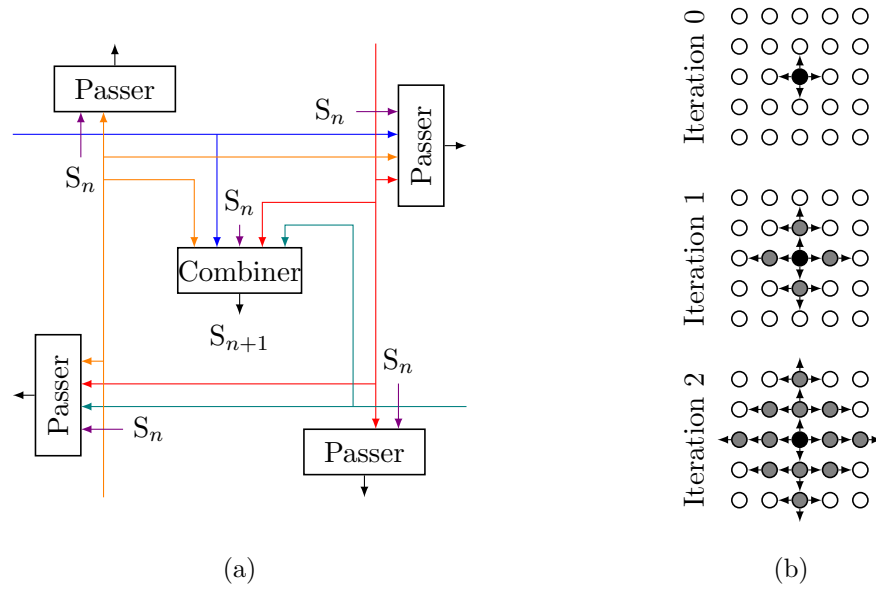 Passer
S_n
S_n
Passer
S_n
Combiner
S_{n+1}
Passer
S_n
S_n
Passer
(a)
Iteration 0
Iteration 1
Iteration 2
(b)